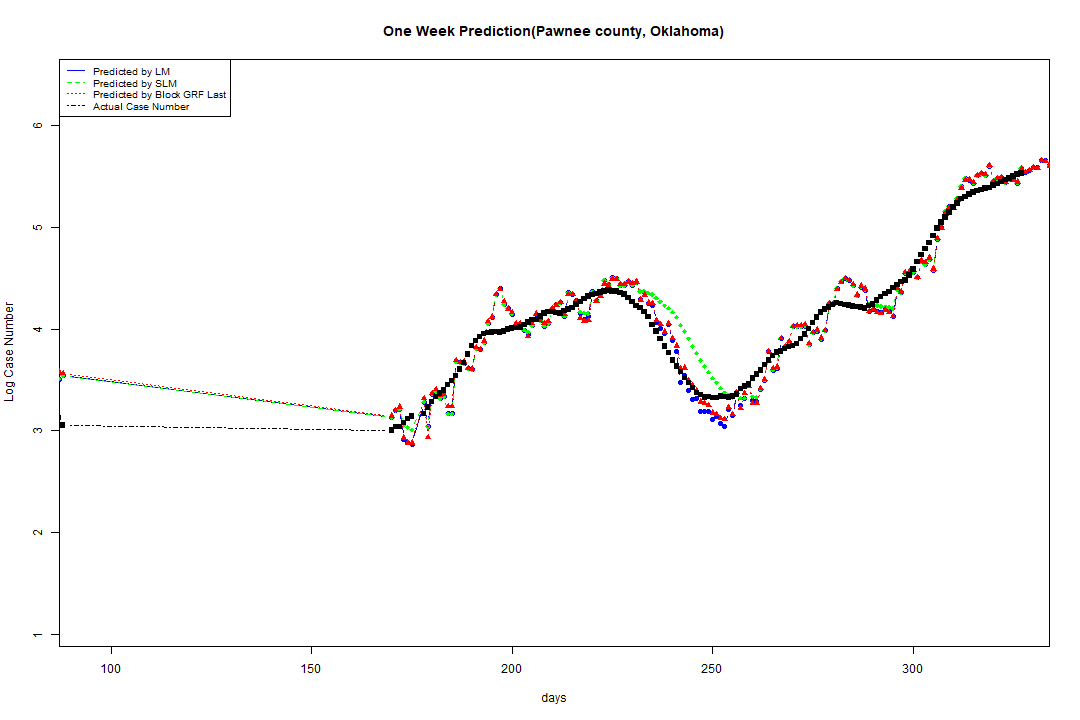 One Week Prediction(Pawnee county, Oklahoma)
Predicted by LM
Predicted by SLM
Predicted by Block GRF Last
Actual Case Number
Log Case Number
6
5
4
3
2
1
100 150 200 250 300
days